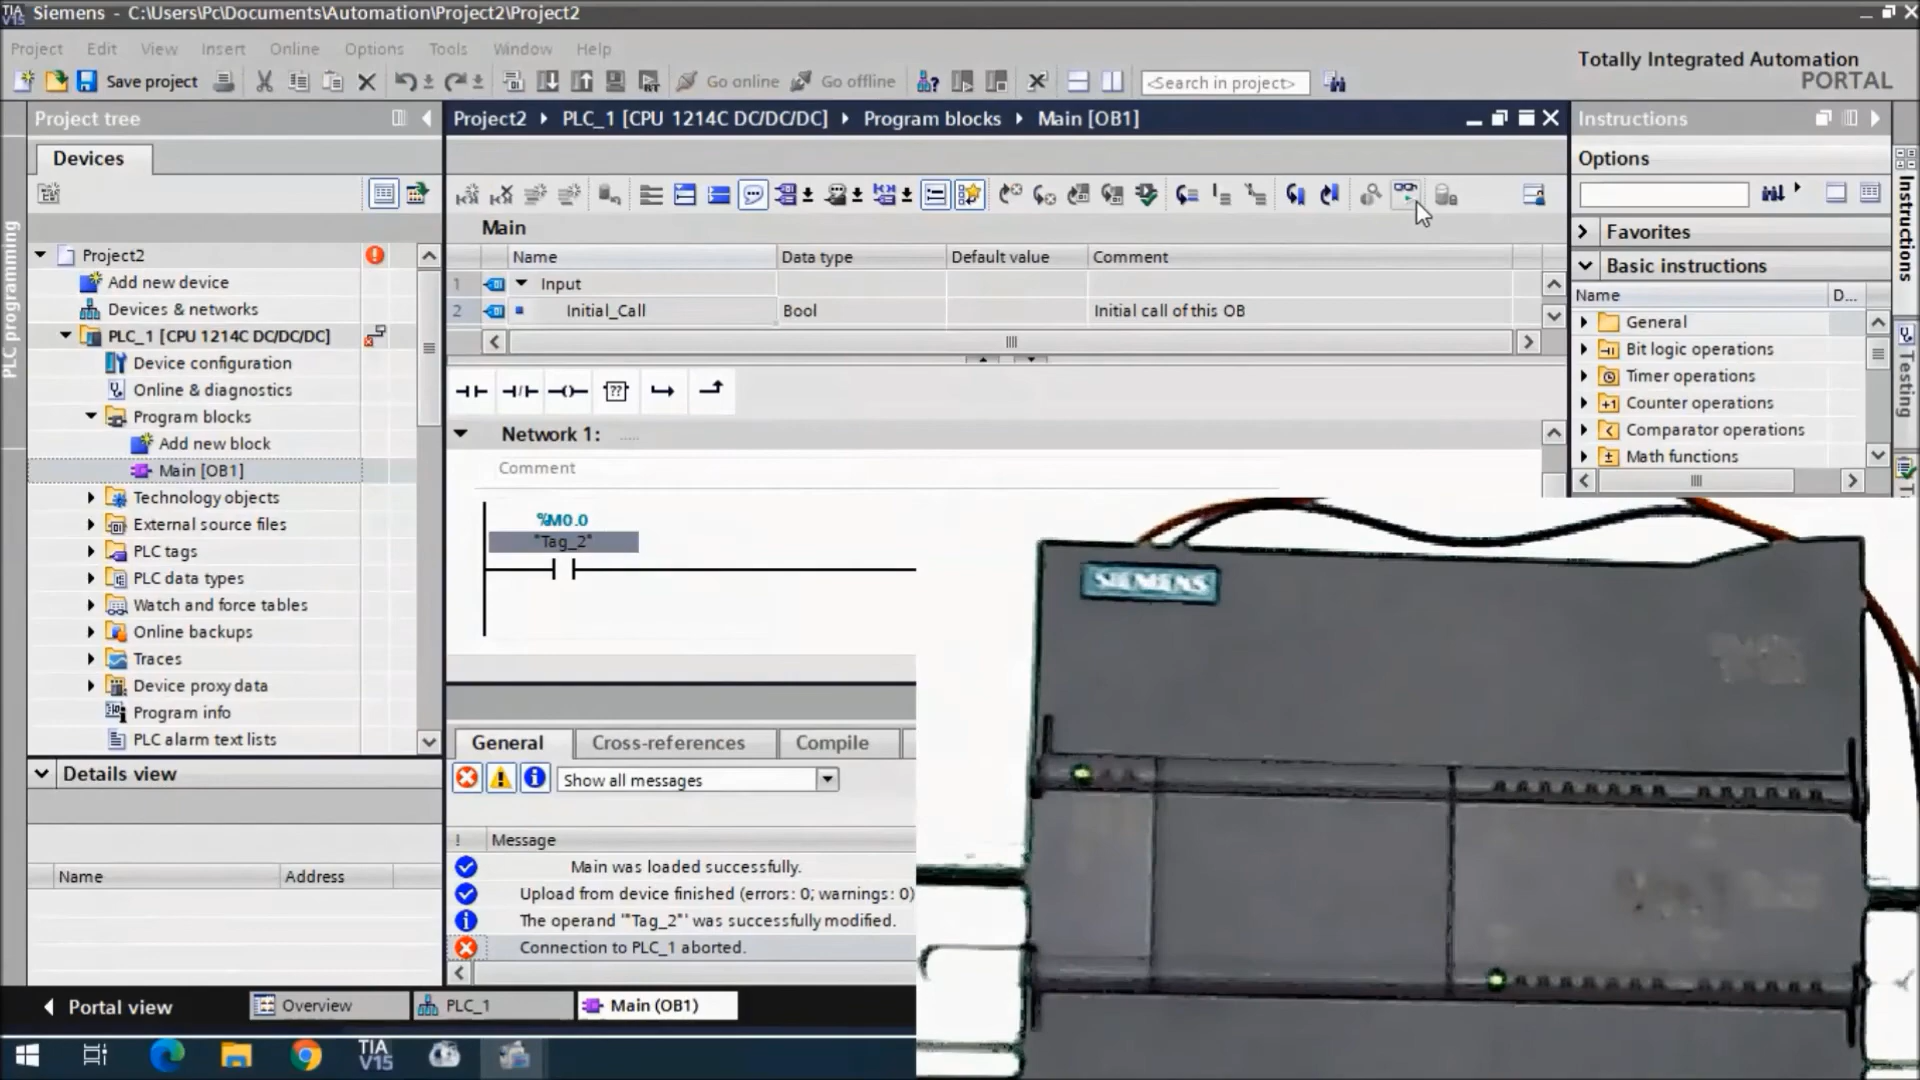 TIA
V15
Siemens - C:\Users\Pc\Documents\Automation\Project2\Project2
Project Edit View Insert Online Options Tools Window Help
Totally Integrated Automation
PORTAL
Save project
Go online
Go offline
<Search in project>
Project tree
Devices
PLC programming
Project2
Add new device
Devices & networks
PLC_1 [CPU 1214C DC/DC/DC]
Device configuration
Online & diagnostics
Program blocks
Add new block
Main [OB1]
Technology objects
External source files
PLC tags
PLC data types
Watch and force tables
Online backups
Traces
Device proxy data
Program info
PLC alarm text lists
Details view
Name Address
Project2 PLC_1 [CPU 1214C DC/DC/DC] Program blocks Main [OB1]
Main
Name Data type Default value Comment
1 Input
2 Initial_Call Bool Initial call of this OB
??
Network 1: .....
Comment
%M0.0
"Tag_2"
General Cross-references Compile
Show all messages
! Message
Main was loaded successfully.
Upload from device finished (errors: 0; warnings: 0)
The operand '"Tag_2"' was successfully modified.
Connection to PLC_1 aborted.
Instructions
Options
Favorites
Basic instructions
Name D...
General
Bit logic operations
Timer operations
Counter operations
Comparator operations
Math functions
Instructions
Testing
SIEMENS
Portal view
Overview
PLC_1
Main (OB1)
TIA
V15